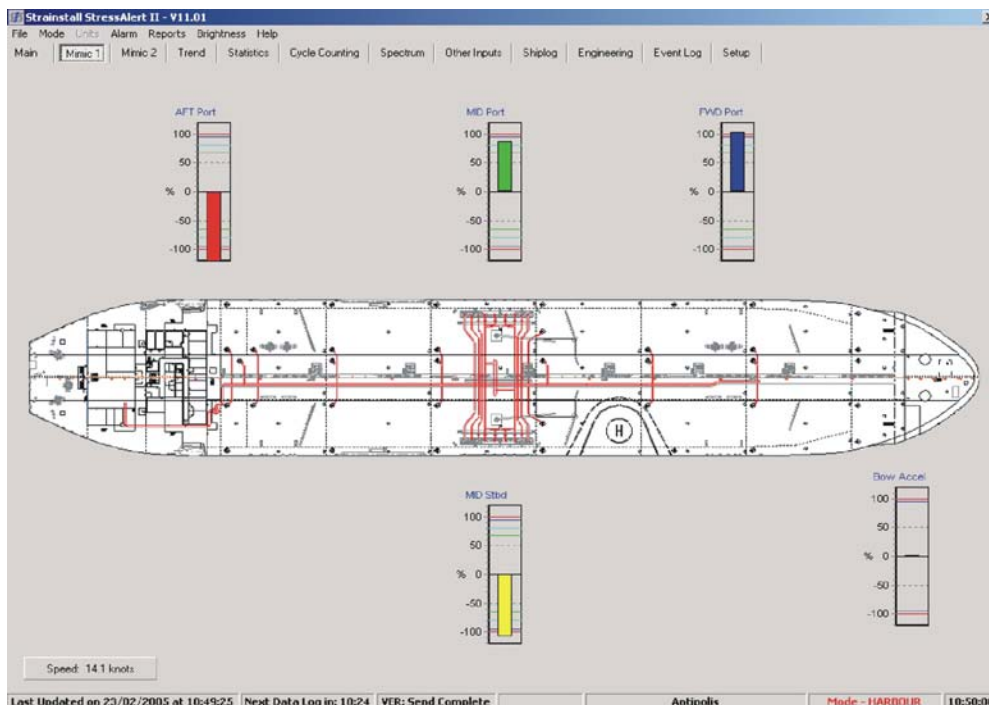 Strainstall StressAlert II - V11.01
File Mode Units Alarm Reports Brightness Help
Main Mimic 1 Mimic 2 Trend Statistics Cycle Counting Spectrum Other Inputs Shiplog Engineering Event Log Setup
AFT Port MID Port FWD Port
100 100 100
50 50 50
% 0 % 0 % 0
-50 -50 -50
-100 -100 -100
H
MID Stbd
100
50
% 0
-50
-100
Bow Accel
100
50
% 0
-50
-100
Speed: 14.1 knots
Last Updated on 23/02/2005 at 10:49:25 Next Data Log in: 10:24 VER: Send Complete Antipolis Mode - HARBOUR